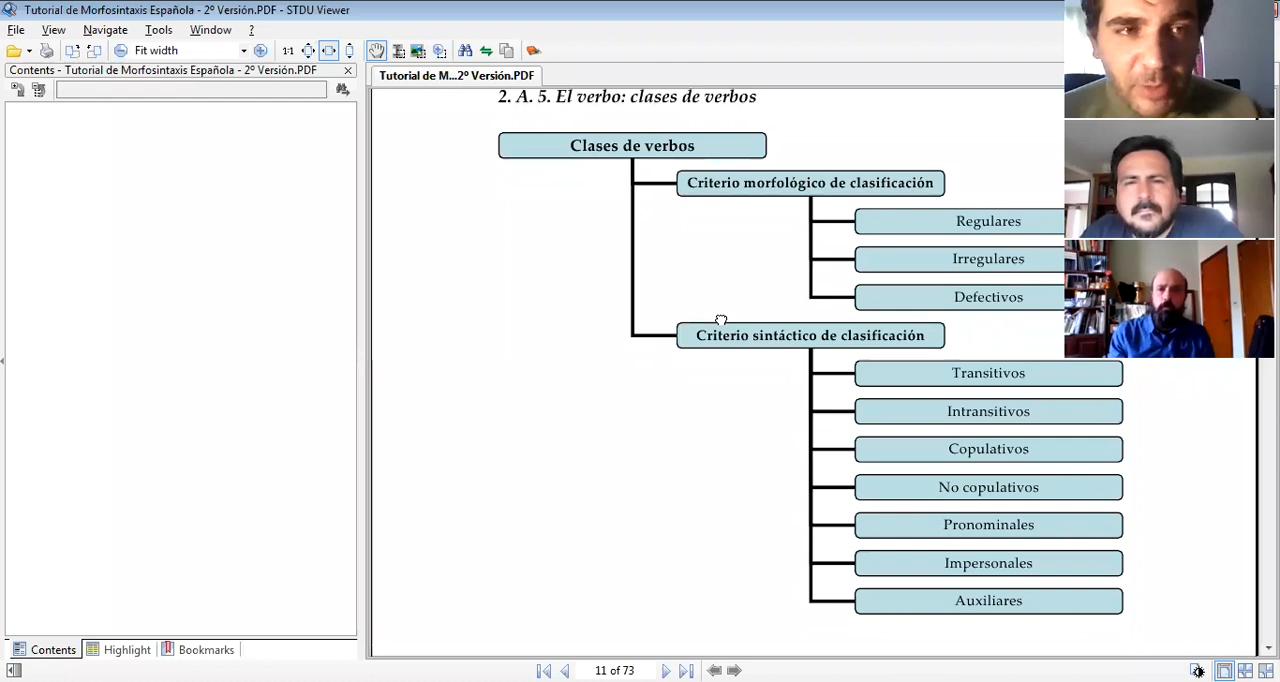 Tutorial de Morfosintaxis Española - 2º Versión.PDF - STDU Viewer
File View Navigate Tools Window ?
1:1
Fit width
Contents - Tutorial de Morfosintaxis Española - 2º Versión.PDF
Tutorial de M...2º Versión.PDF
2. A. 5. El verbo: clases de verbos
Clases de verbos
Criterio morfológico de clasificación
Regulares
Irregulares
Defectivos
Criterio sintáctico de clasificación
Transitivos
Intransitivos
Copulativos
No copulativos
Pronominales
Impersonales
Auxiliares
Contents Highlight Bookmarks
11 of 73